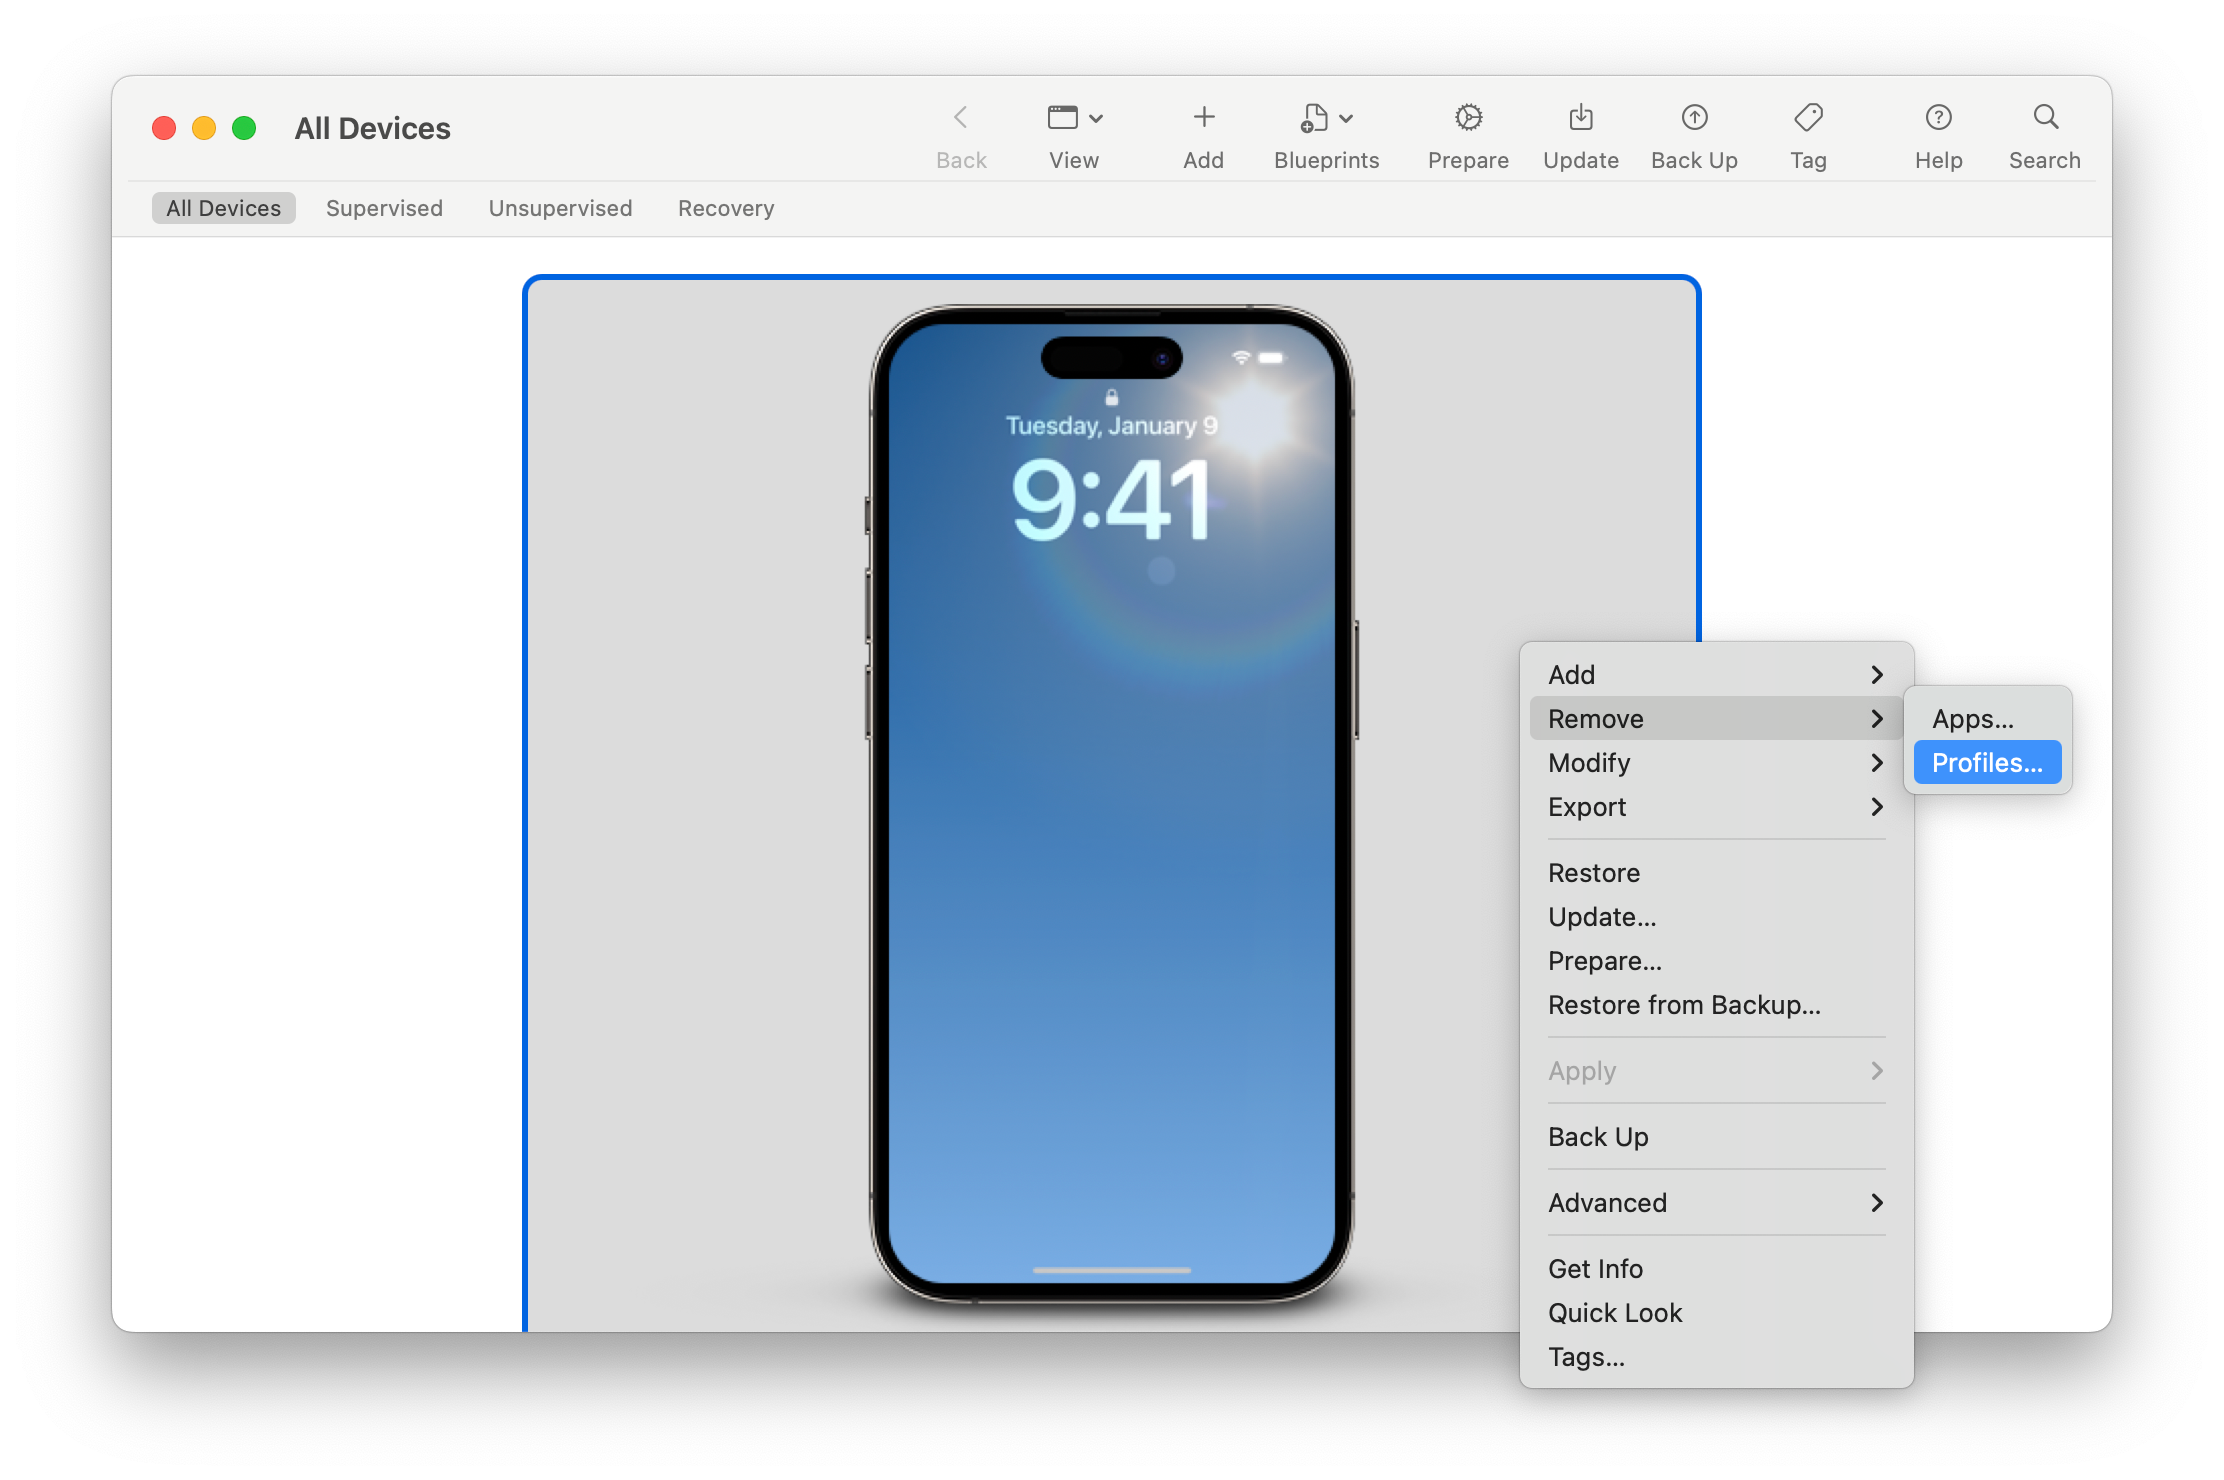 All Devices
Back
View
Add
Blueprints
Prepare
Update
Back Up
Tag
Help
Search
All Devices
Supervised
Unsupervised
Recovery
Tuesday, January 9
9:41
Add
Remove
Modify
Export
Restore
Update...
Prepare...
Restore from Backup...
Apply
Back Up
Advanced
Get Info
Quick Look
Tags...
Apps...
Profiles...